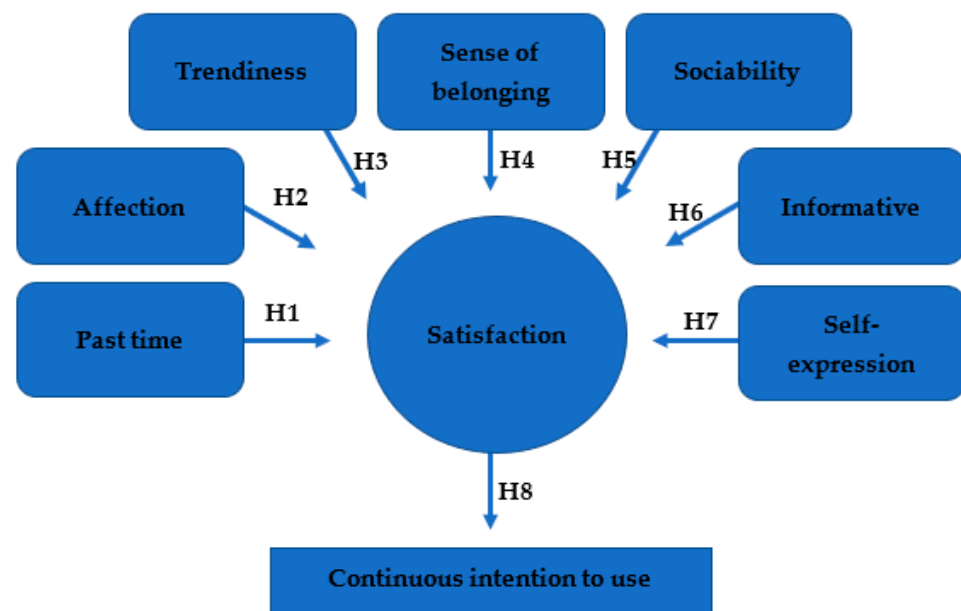 Trendiness
Sense of
belonging
Sociability
H3
H4
H5
Affection
H2
H6
Informative
Past time
H1
Satisfaction
H7
Self-
expression
H8
Continuous intention to use